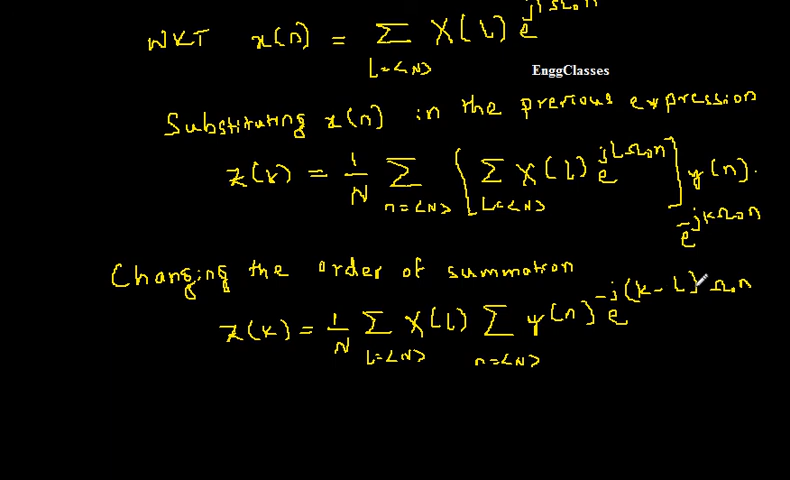 WKT x(n) = Σ X(L) e^{jLΩ₀n}
L=<N>
EnggClasses
Substituting x(n) in the previous expression
Z(k) = 1/N Σ [ Σ X(L) e^{jLΩ₀n} ] y(n).
n=<N> L=<N> e^{-jkΩ₀n}
Changing the order of summation
Z(k) = 1/N Σ X(L) Σ y(n) e^{-j(k-L)Ω₀n}
L=<N> n=<N>